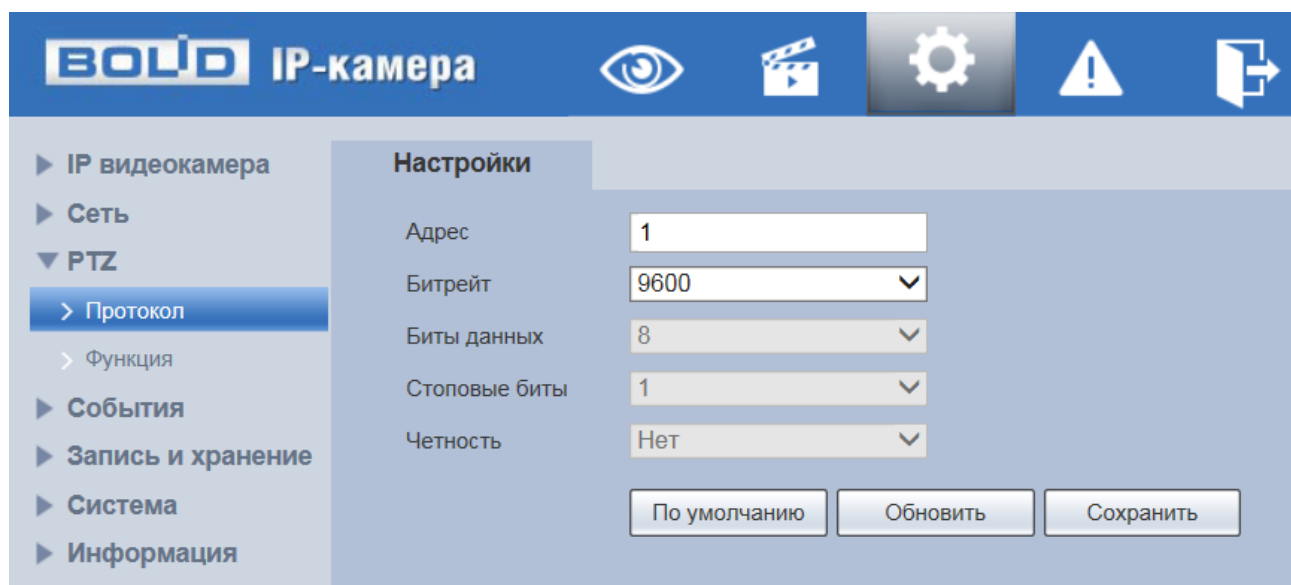 BOLID IP-камера
IP видеокамера
Сеть
PTZ
Протокол
Функция
События
Запись и хранение
Система
Информация
Настройки
Адрес 1
Битрейт 9600
Биты данных 8
Стоповые биты 1
Четность Нет
По умолчанию Обновить Сохранить